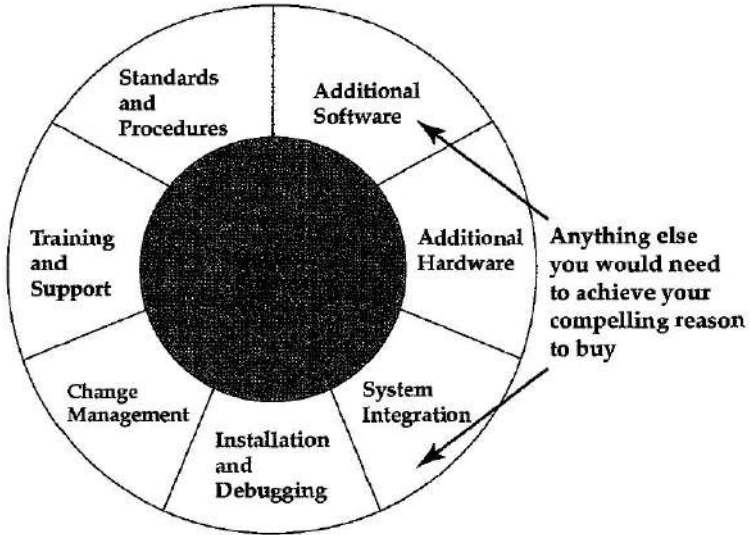 Standards
and
Procedures
Additional
Software
Training
and
Support
Additional
Hardware
Anything else
you would need
to achieve your
compelling reason
to buy
Change
Management
System
Integration
Installation
and
Debugging